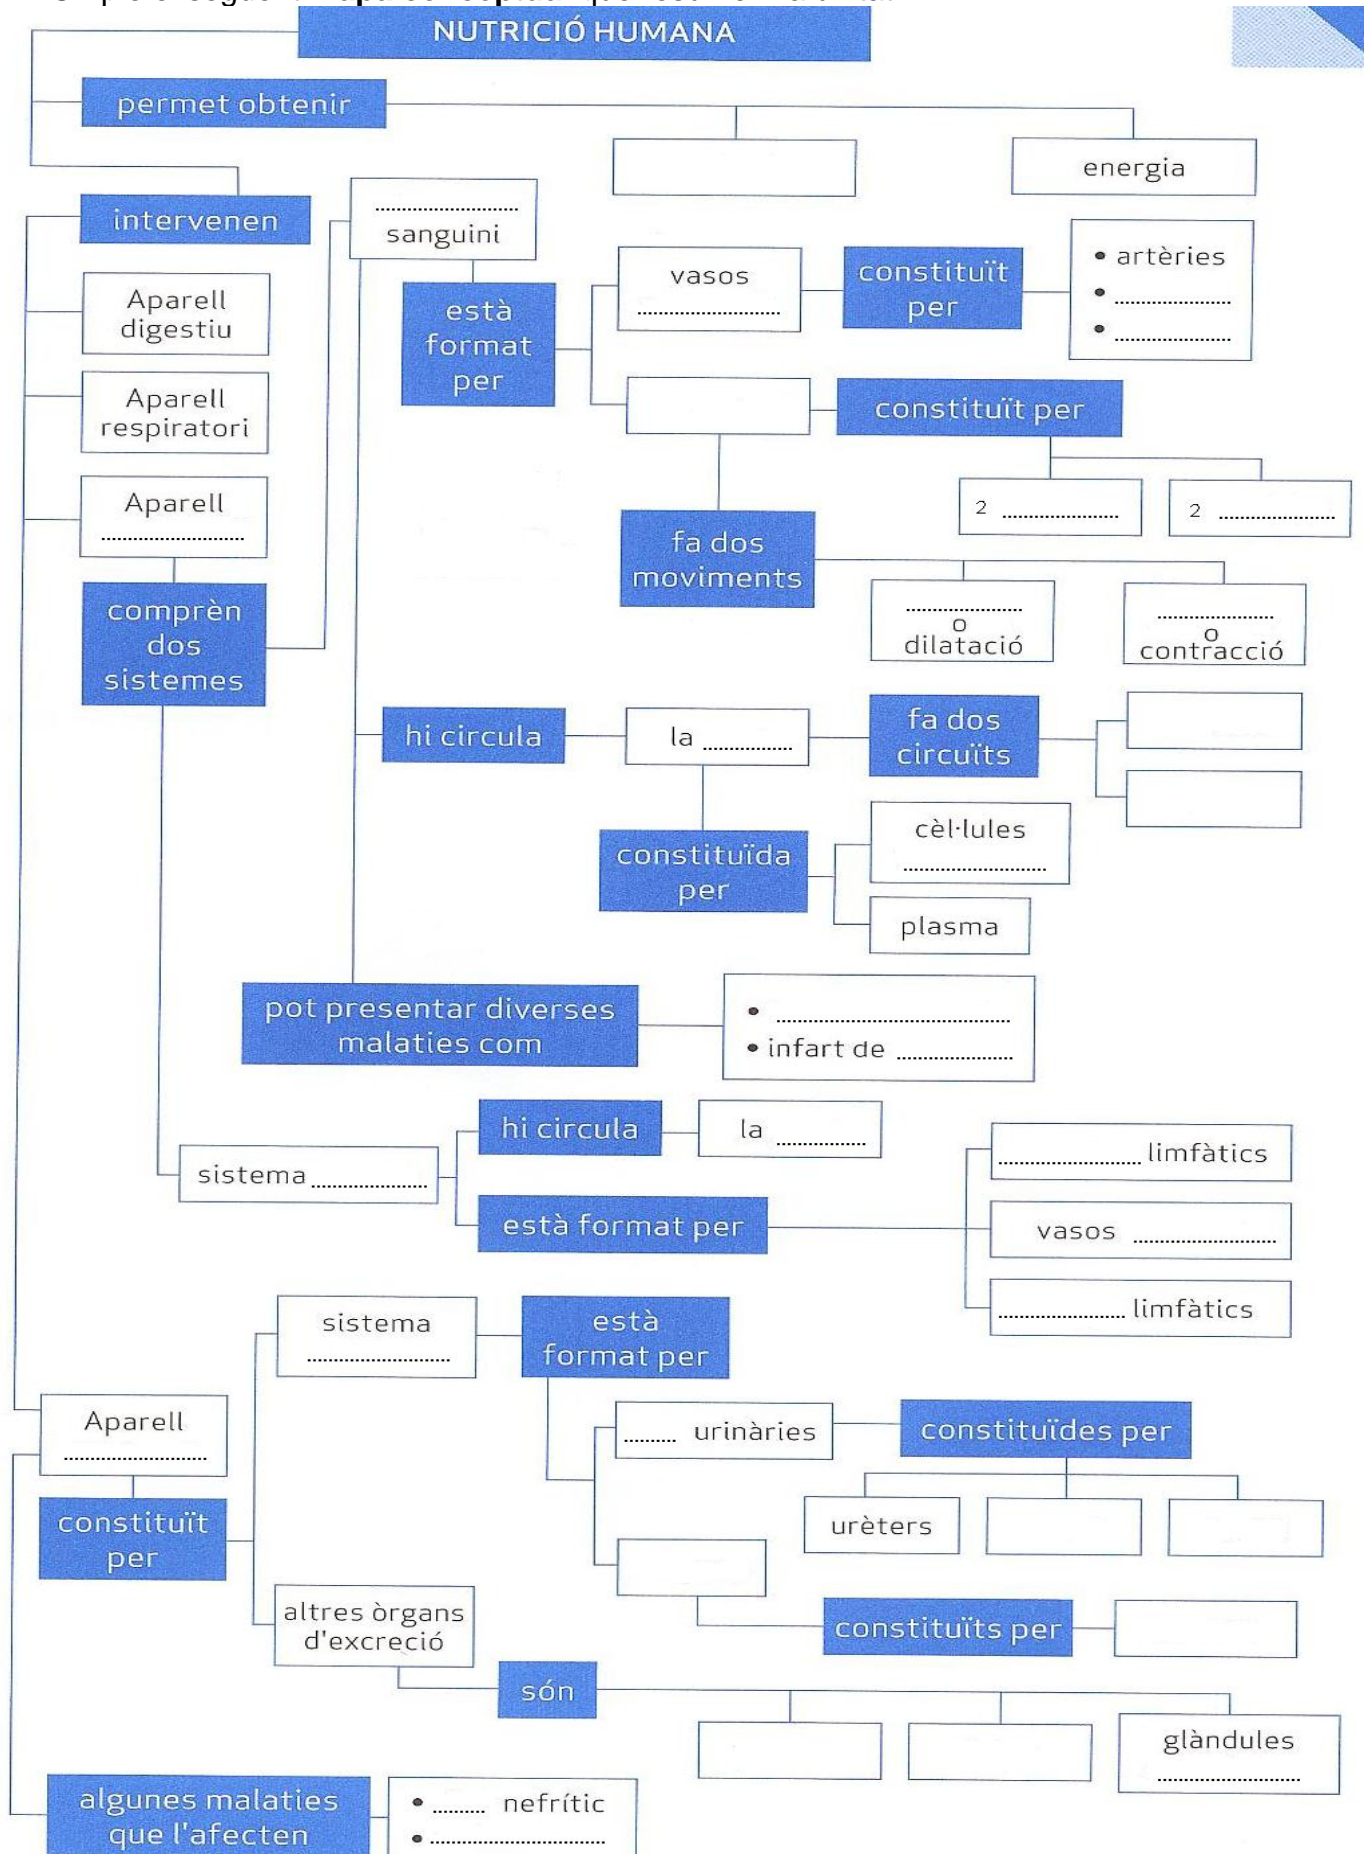 NUTRICIÓ HUMANA
permet obtenir
energia
intervenen
.................... sanguini
Aparell
digestiu
està
format
per
vasos
....................
constituït
per
• artèries
• ....................
• ....................
Aparell
respiratori
constituït per
Aparell
....................
2 ....................
2 ....................
fa dos
moviments
....................
o
dilatació
....................
o
contracció
comprèn
dos
sistemes
hi circula
la ...............
fa dos
circuïts
constituïda
per
cèl·lules
....................
plasma
pot presentar diverses
malaties com
• ....................
• infart de ....................
hi circula
la ...............
sistema ....................
està format per
.................... limfàtics
vasos ....................
.................... limfàtics
sistema
....................
està
format per
Aparell
....................
......... urinàries
constituïdes per
urèters
constituït
per
altres òrgans
d'excreció
constituïts per
són
glàndules
....................
algunes malaties
que l'afecten
• ......... nefrític
• ....................